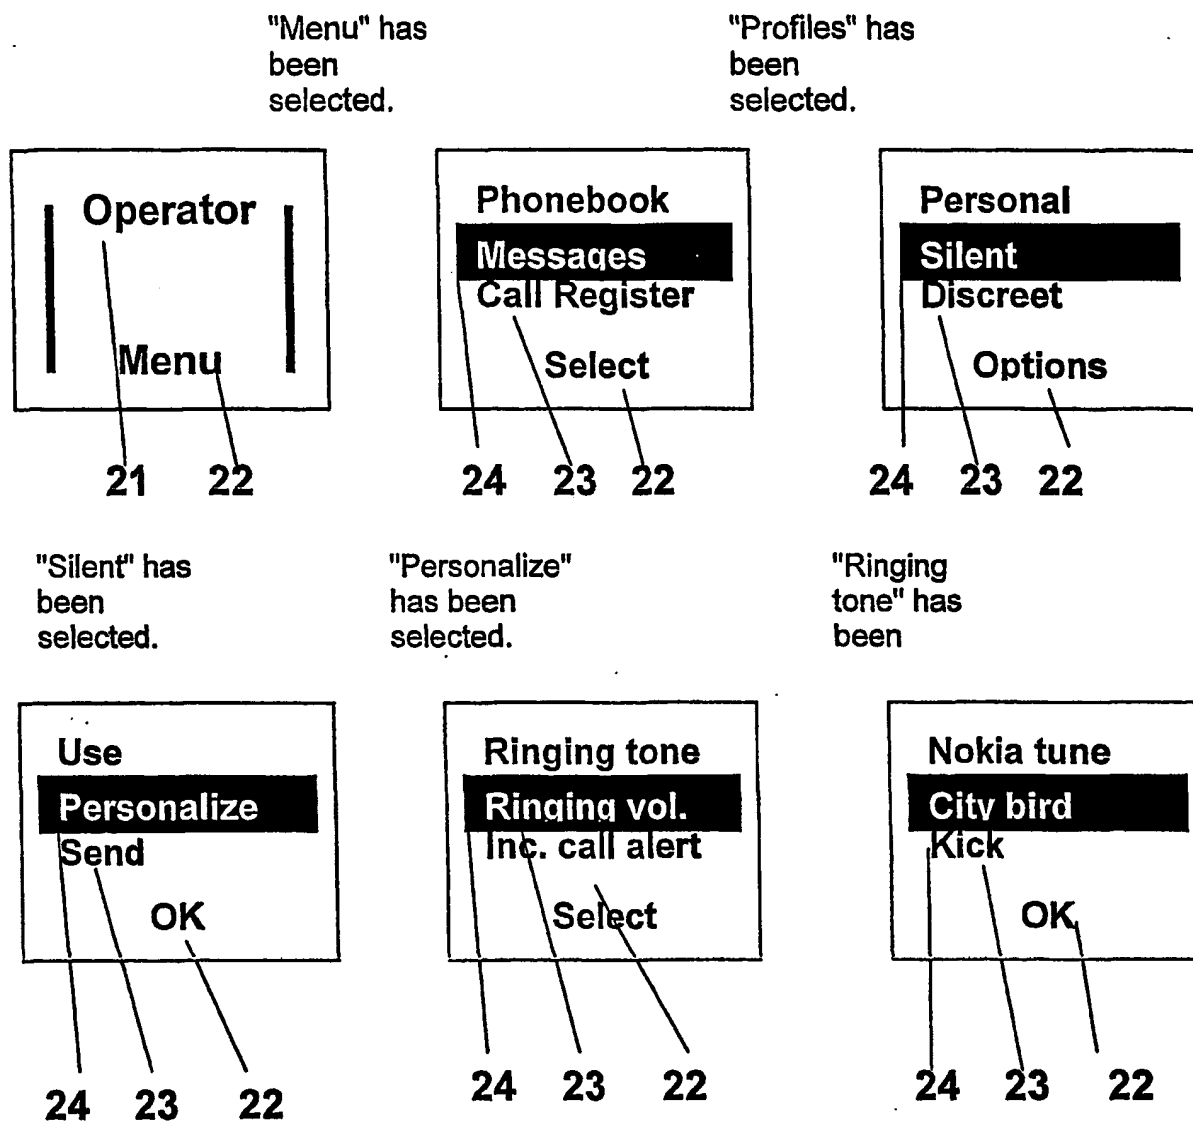 "Menu" has
been
selected.
"Profiles" has
been
selected.
Operator
Menu
21 22
Phonebook
Messages
Call Register
Select
24 23 22
Personal
Silent
Discreet
Options
24 23 22
"Silent" has
been
selected.
"Personalize"
has been
selected.
"Ringing
tone" has
been
Use
Personalize
Send
OK
24 23 22
Ringing tone
Ringing vol.
Inc. call alert
Select
24 23 22
Nokia tune
City bird
Kick
OK
24 23 22